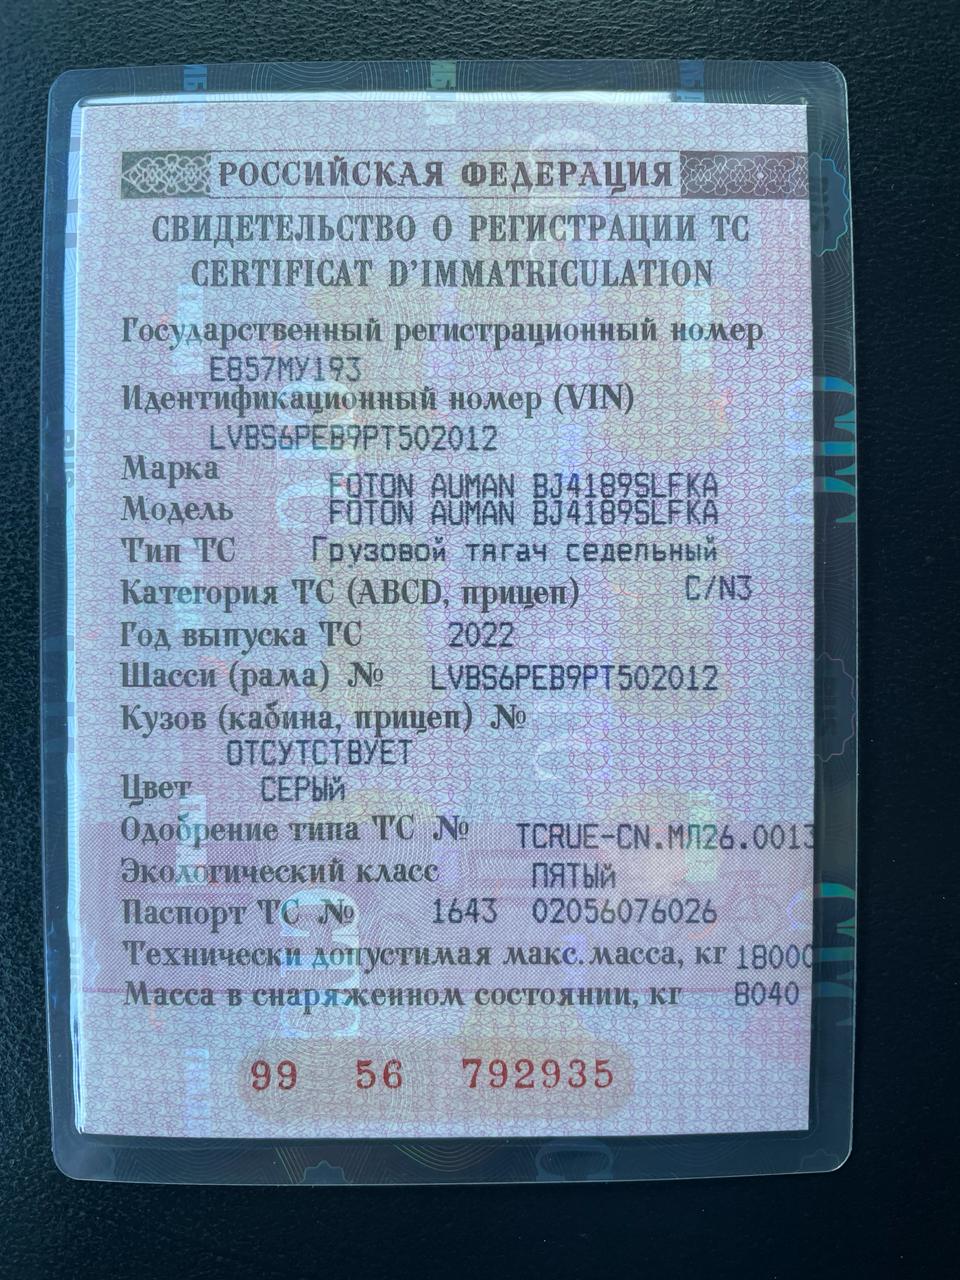 РОССИЙСКАЯ ФЕДЕРАЦИЯ
СВИДЕТЕЛЬСТВО О РЕГИСТРАЦИИ ТС
CERTIFICAT D'IMMATRICULATION
Государственный регистрационный номер
Е857МУ193
Идентификационный номер (VIN)
LVBS6PEB9PT502012
Марка FOTON AUMAN BJ4189SLFKA
Модель FOTON AUMAN BJ4189SLFKA
Тип ТС Грузовой тягач седельный
Категория ТС (ABCD, прицеп) C/N3
Год выпуска ТС 2022
Шасси (рама) № LVBS6PEB9PT502012
Кузов (кабина, прицеп) №
ОТСУТСТВУЕТ
Цвет СЕРЫЙ
Одобрение типа ТС № ТCRUE-CN.МЛ26.0013
Экологический класс ПЯТЫЙ
Паспорт ТС № 1643 02056076026
Технически допустимая макс. масса, кг 18000
Масса в снаряженном состоянии, кг 8040
99 56 792935